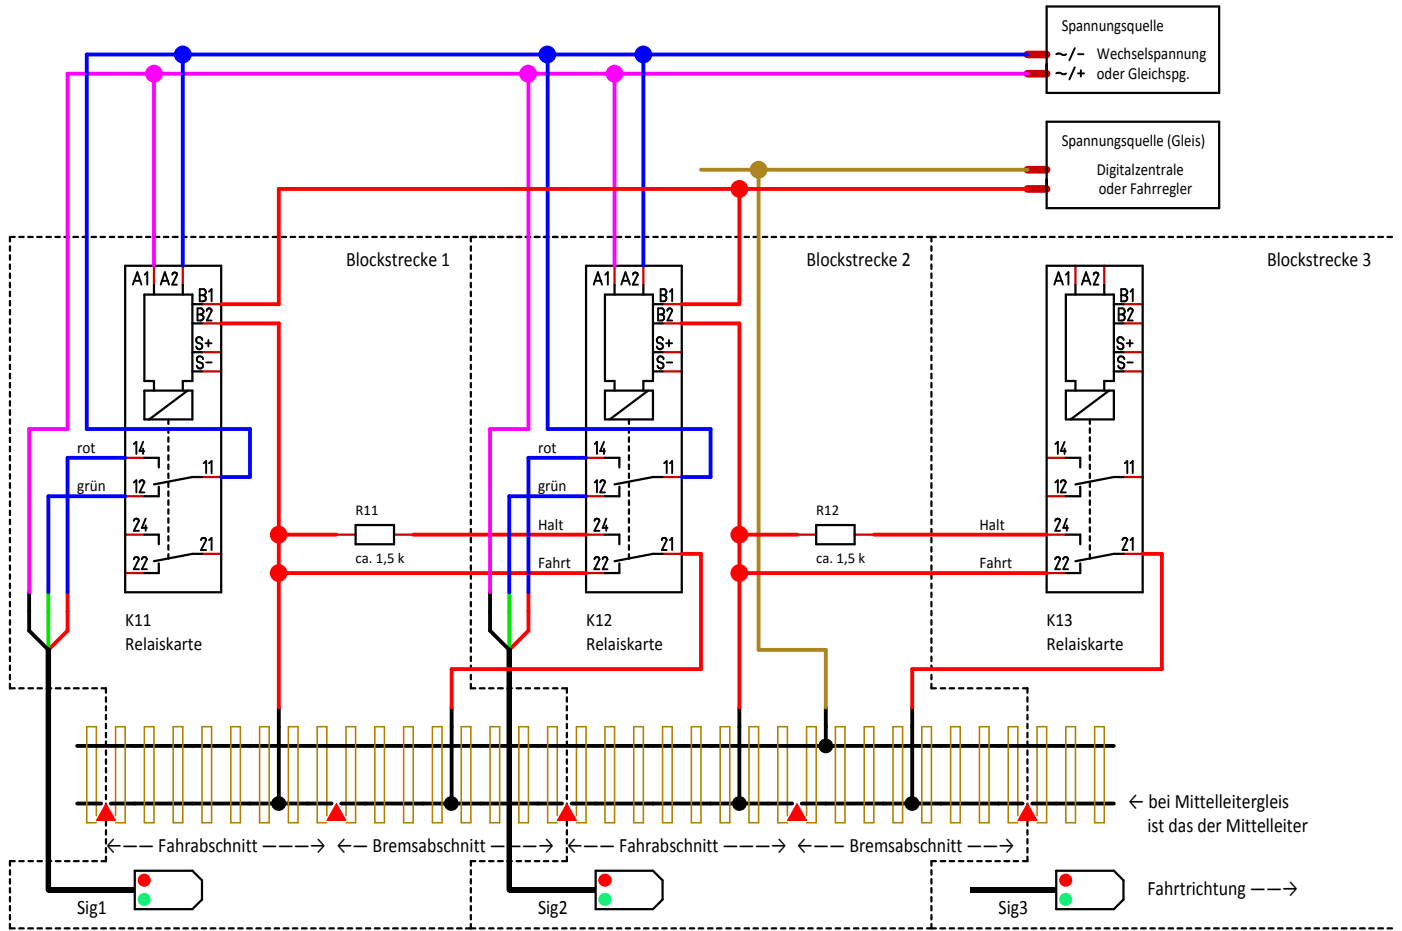 Spannungsquelle
~/- Wechselspannung
~/+ oder Gleichspg.
Spannungsquelle (Gleis)
Digitalzentrale
oder Fahrregler
Blockstrecke 1
Blockstrecke 2
Blockstrecke 3
A1 A2
B1
B2
S+
S-
rot
14
11
grün
12
24
21
22
K11
Relaiskarte
R11
ca. 1,5 k
A1 A2
B1
B2
S+
S-
rot
14
11
grün
12
Halt
24
21
Fahrt
22
K12
Relaiskarte
R12
ca. 1,5 k
A1 A2
B1
B2
S+
S-
14
11
12
Halt
24
21
Fahrt
22
K13
Relaiskarte
← bei Mittelleitergleis
ist das der Mittelleiter
←–– Fahrabschnitt ––→
←–– Bremsabschnitt ––→
←–– Fahrabschnitt ––→
←–– Bremsabschnitt ––→
Sig1
Sig2
Sig3
Fahrtrichtung ––→